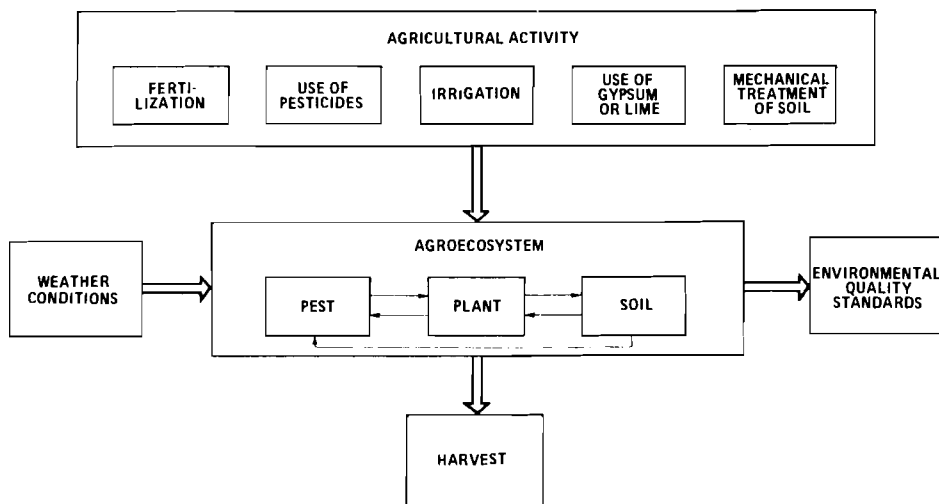 AGRICULTURAL ACTIVITY
FERTI-
LIZATION
USE OF
PESTICIDES
IRRIGATION
USE OF
GYPSUM
OR LIME
MECHANICAL
TREATMENT
OF SOIL
AGROECOSYSTEM
WEATHER
CONDITIONS
PEST
PLANT
SOIL
ENVIRONMENTAL
QUALITY
STANDARDS
HARVEST